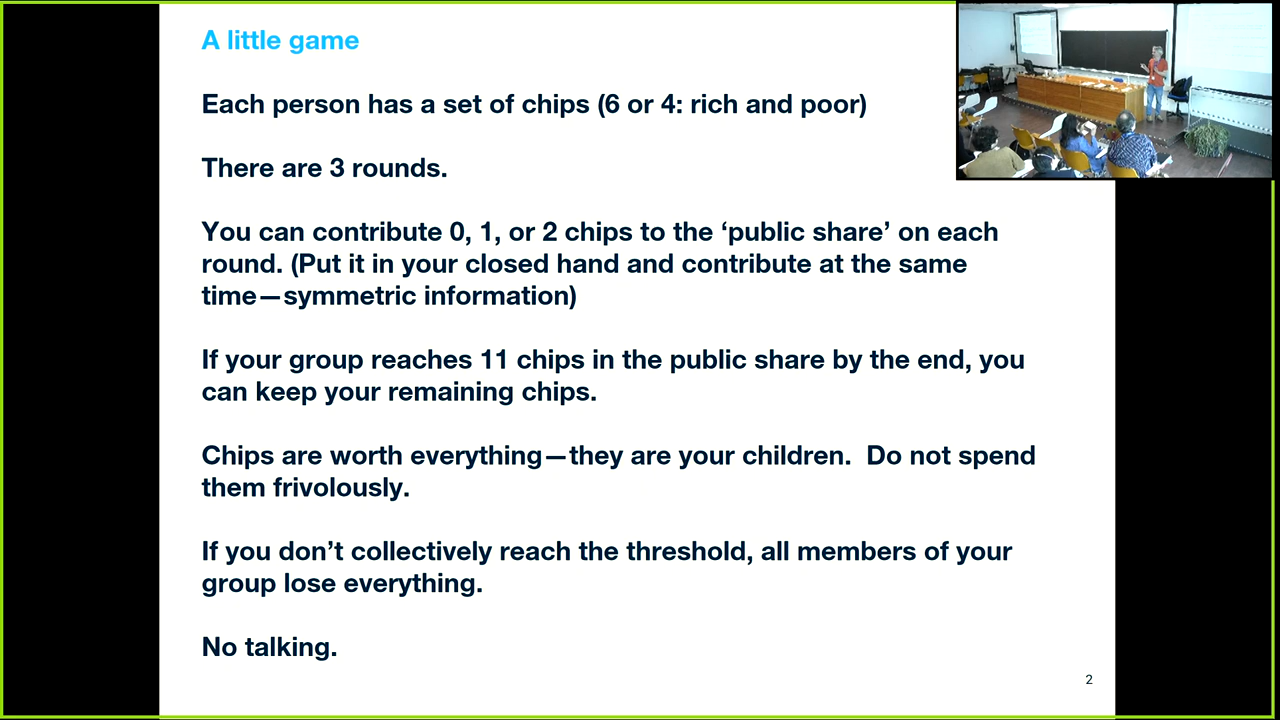 A little game
Each person has a set of chips (6 or 4: rich and poor)
There are 3 rounds.
You can contribute 0, 1, or 2 chips to the ‘public share’ on each
round. (Put it in your closed hand and contribute at the same
time—symmetric information)
If your group reaches 11 chips in the public share by the end, you
can keep your remaining chips.
Chips are worth everything—they are your children.  Do not spend
them frivolously.
If you don’t collectively reach the threshold, all members of your
group lose everything.
No talking.
2